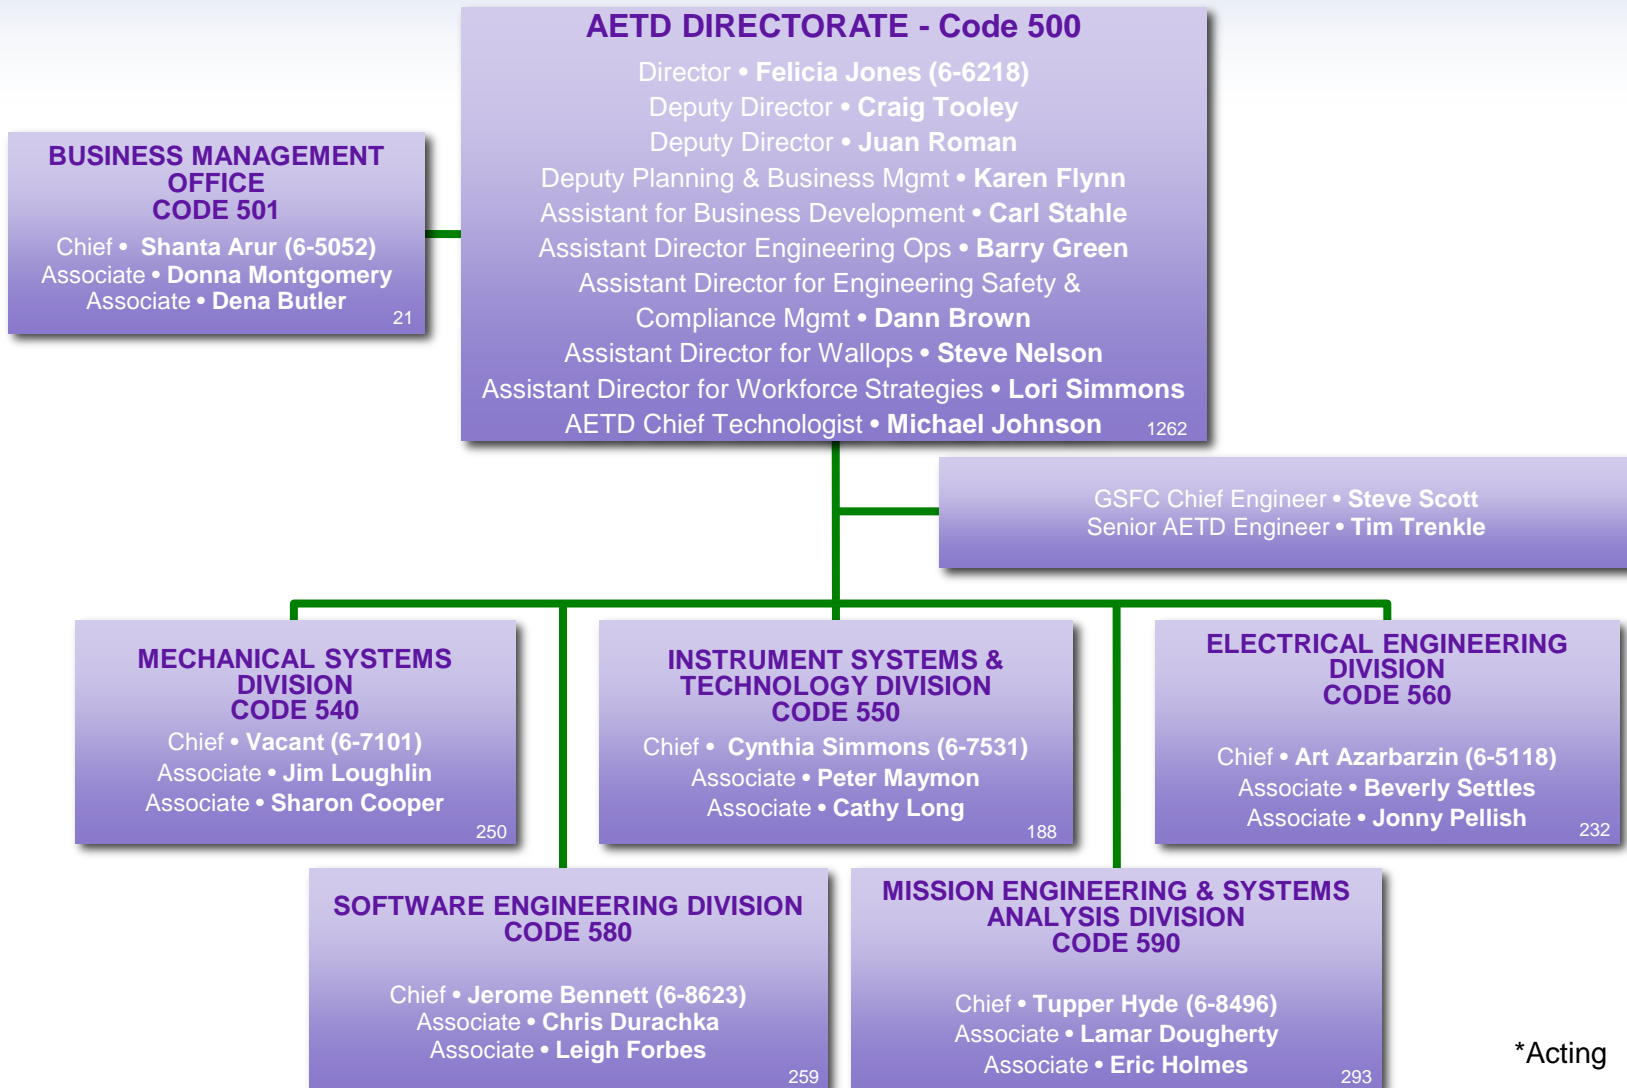 AETD DIRECTORATE - Code 500
Director • Felicia Jones (6-6218)
Deputy Director • Craig Tooley
Deputy Director • Juan Roman
Deputy Planning & Business Mgmt • Karen Flynn
Assistant for Business Development • Carl Stahle
Assistant Director Engineering Ops • Barry Green
Assistant Director for Engineering Safety &
Compliance Mgmt • Dann Brown
Assistant Director for Wallops • Steve Nelson
Assistant Director for Workforce Strategies • Lori Simmons
AETD Chief Technologist • Michael Johnson
1262
BUSINESS MANAGEMENT
OFFICE
CODE 501
Chief • Shanta Arur (6-5052)
Associate • Donna Montgomery
Associate • Dena Butler
21
GSFC Chief Engineer • Steve Scott
Senior AETD Engineer • Tim Trenkle
MECHANICAL SYSTEMS
DIVISION
CODE 540
Chief • Vacant (6-7101)
Associate • Jim Loughlin
Associate • Sharon Cooper
250
INSTRUMENT SYSTEMS &
TECHNOLOGY DIVISION
CODE 550
Chief • Cynthia Simmons (6-7531)
Associate • Peter Maymon
Associate • Cathy Long
188
ELECTRICAL ENGINEERING
DIVISION
CODE 560
Chief • Art Azarbarzin (6-5118)
Associate • Beverly Settles
Associate • Jonny Pellish
232
SOFTWARE ENGINEERING DIVISION
CODE 580
Chief • Jerome Bennett (6-8623)
Associate • Chris Durachka
Associate • Leigh Forbes
259
MISSION ENGINEERING & SYSTEMS
ANALYSIS DIVISION
CODE 590
Chief • Tupper Hyde (6-8496)
Associate • Lamar Dougherty
Associate • Eric Holmes
293
*Acting